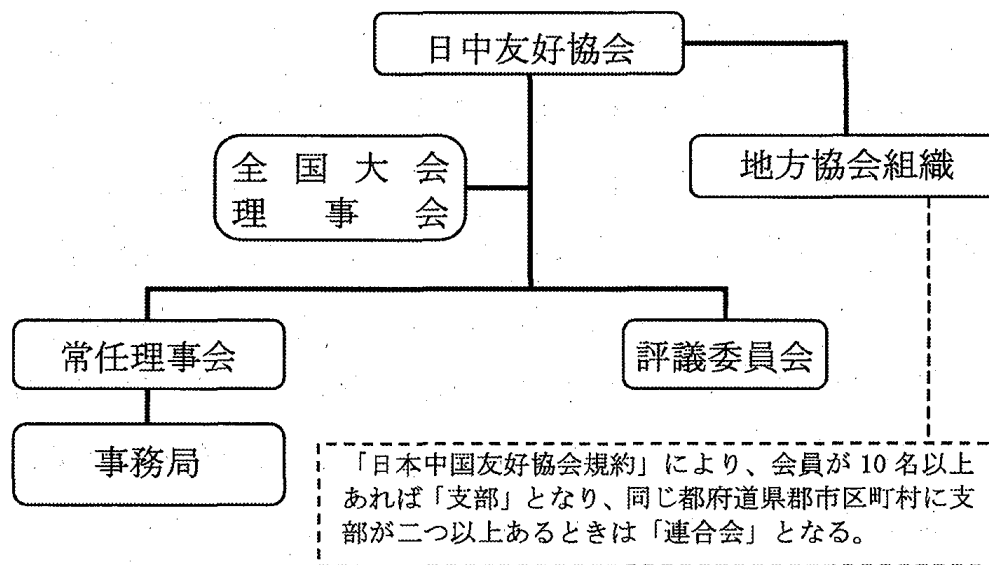 日中友好協会
全国大会
理事会
地方協会組織
常任理事会
評議委員会
事務局
「日本中国友好協会規約」により、会員が10名以上
あれば「支部」となり、同じ都府道県郡市区町村に支
部が二つ以上あるときは「連合会」となる。